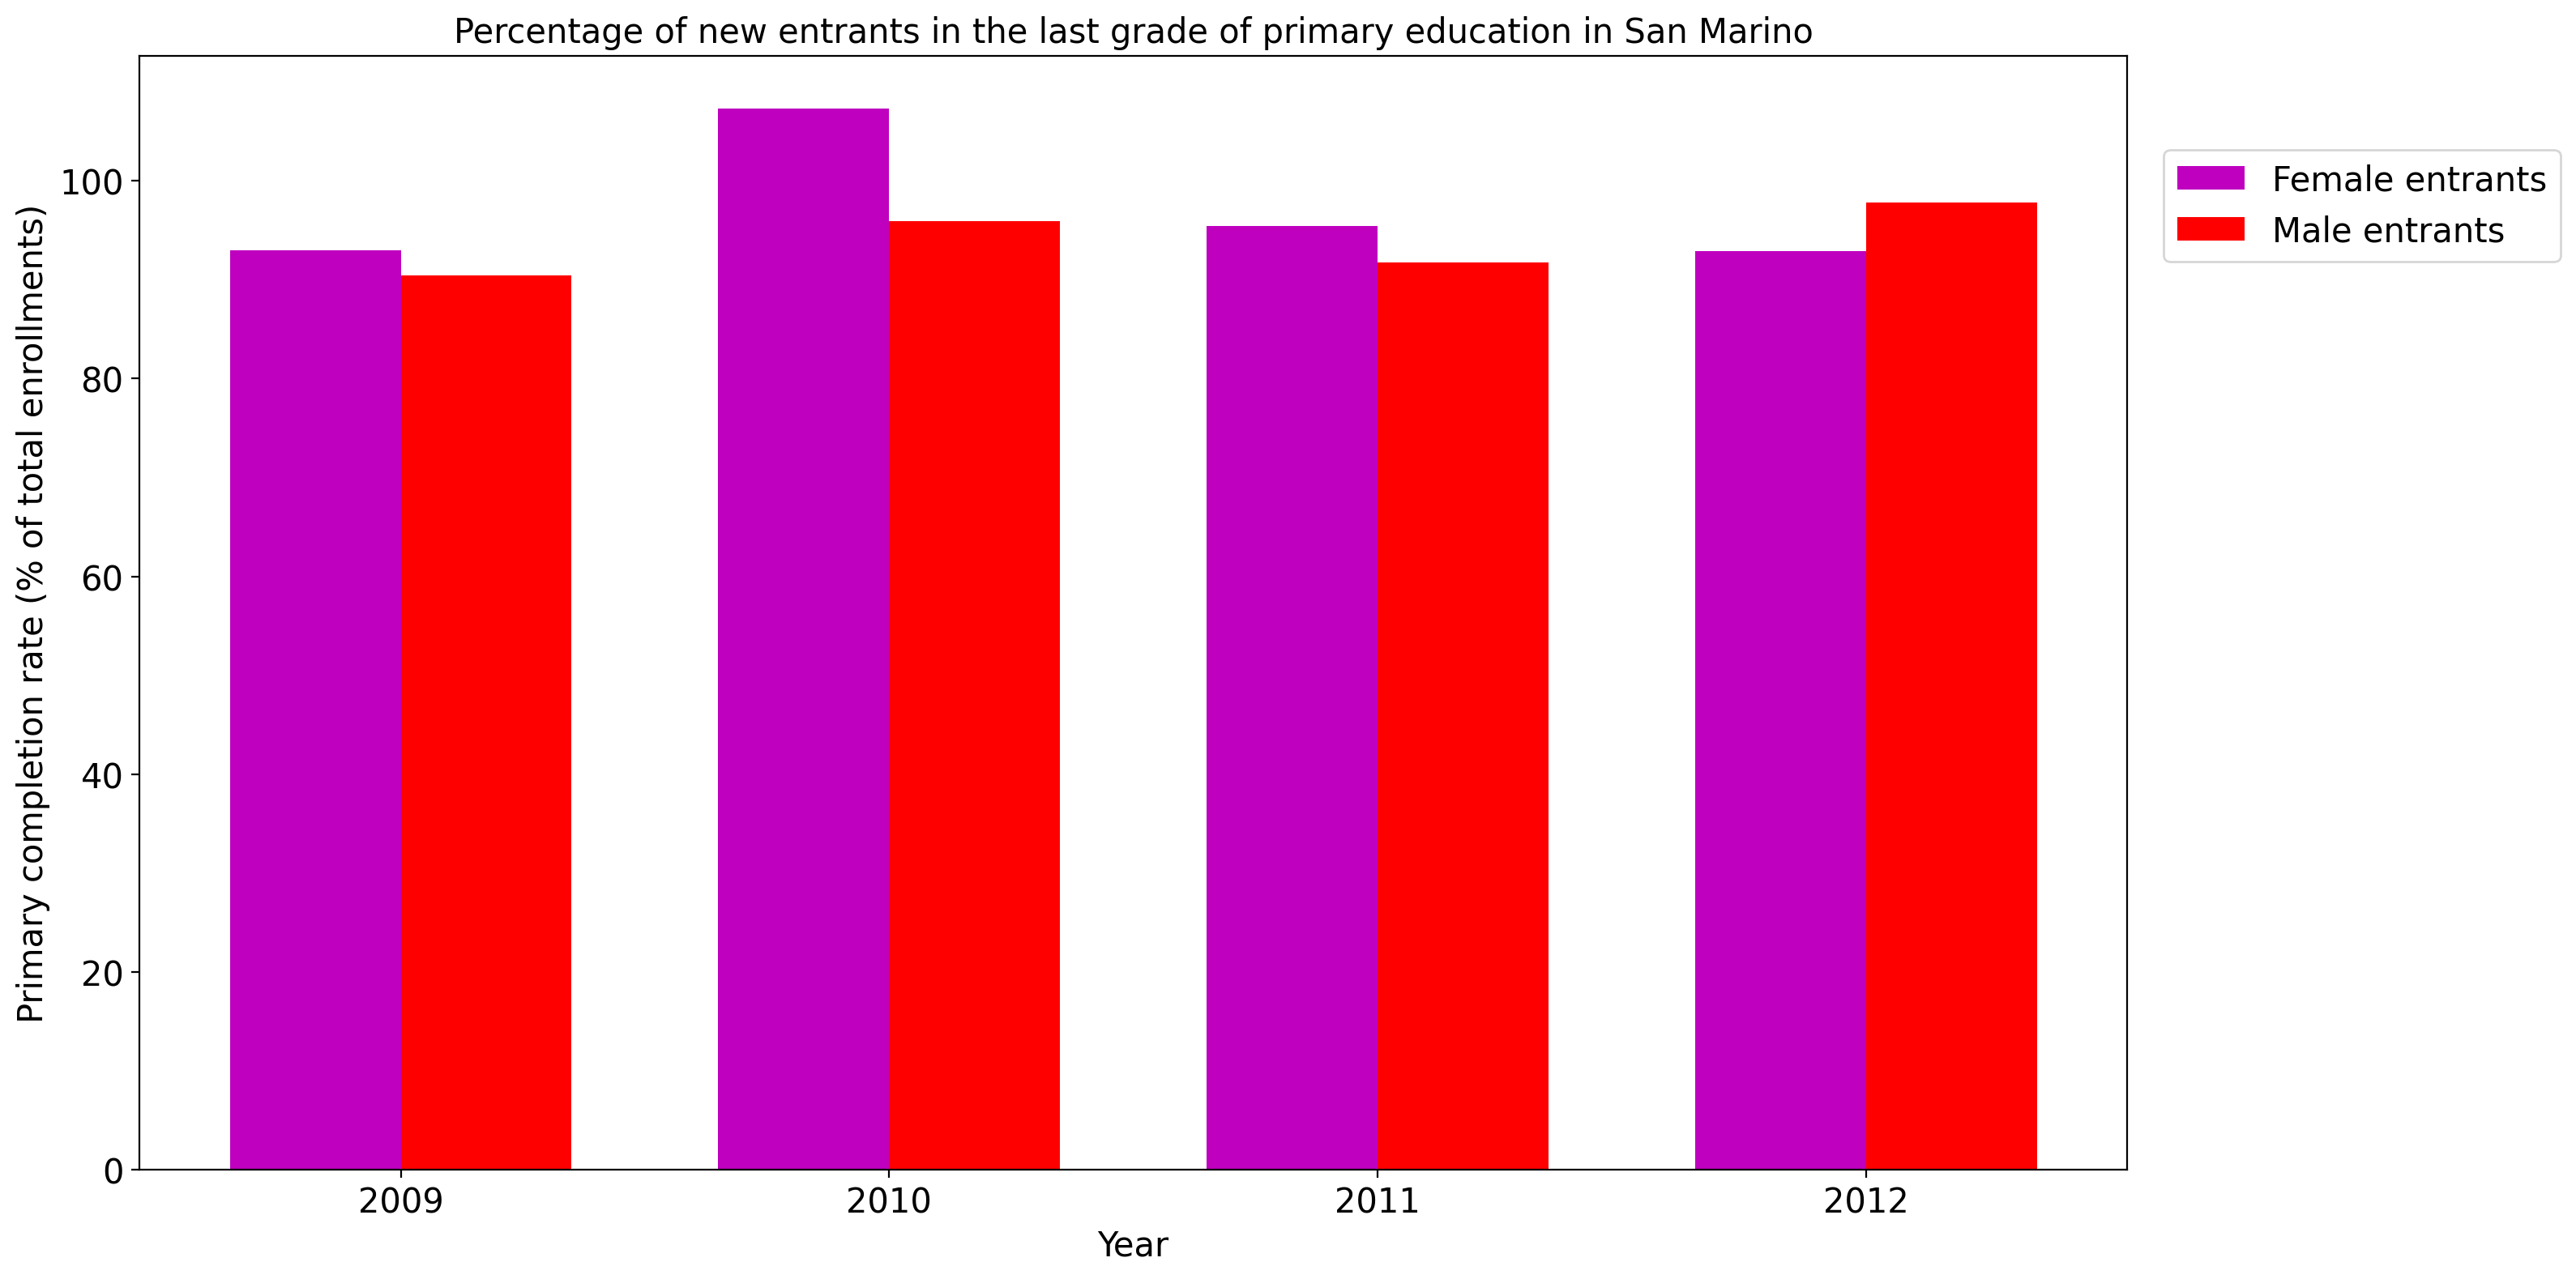 Percentage of new entrants in the last grade of primary education in San Marino
Primary completion rate (% of total enrollments)
100
80
60
40
20
0
2009 2010 2011 2012
Year
Female entrants
Male entrants